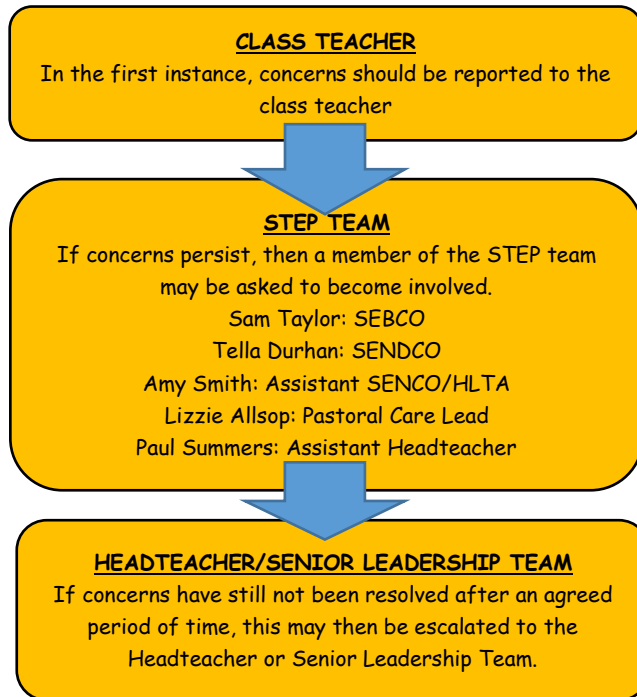 CLASS TEACHER
In the first instance, concerns should be reported to the
class teacher
STEP TEAM
If concerns persist, then a member of the STEP team
may be asked to become involved.
Sam Taylor: SEBCO
Tella Durhan: SENDCO
Amy Smith: Assistant SENCO/HLTA
Lizzie Allsop: Pastoral Care Lead
Paul Summers: Assistant Headteacher
HEADTEACHER/SENIOR LEADERSHIP TEAM
If concerns have still not been resolved after an agreed
period of time, this may then be escalated to the
Headteacher or Senior Leadership Team.